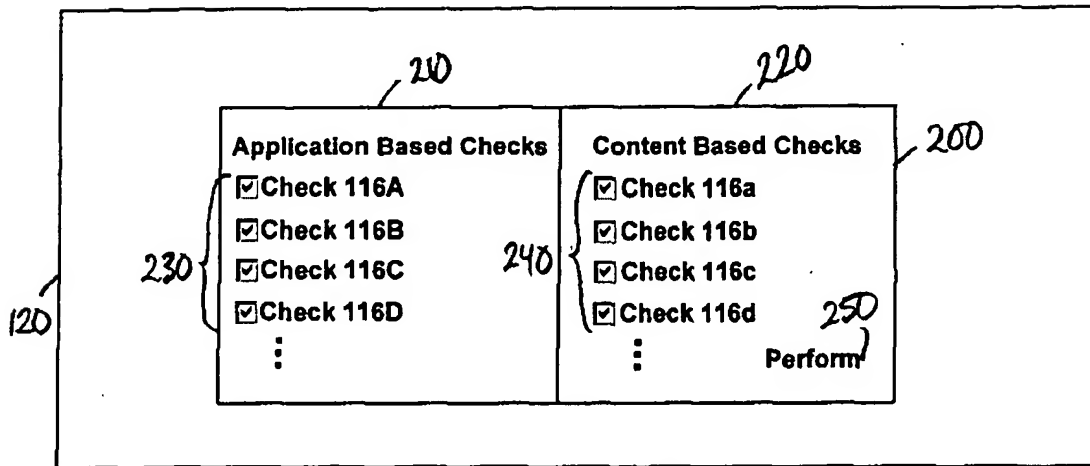 210
220
Application Based Checks
Content Based Checks
200
Check 116A
Check 116a
Check 116B
Check 116b
230
Check 116C
240
Check 116c
120
Check 116D
Check 116d
250
Perform